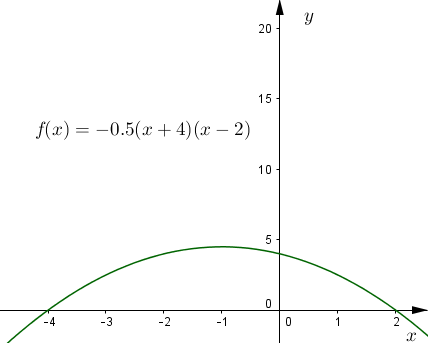 y
20
15
f(x) = −0.5(x + 4)(x − 2)
10
5
0
-4 -3 -2 -1 0 1 2
x